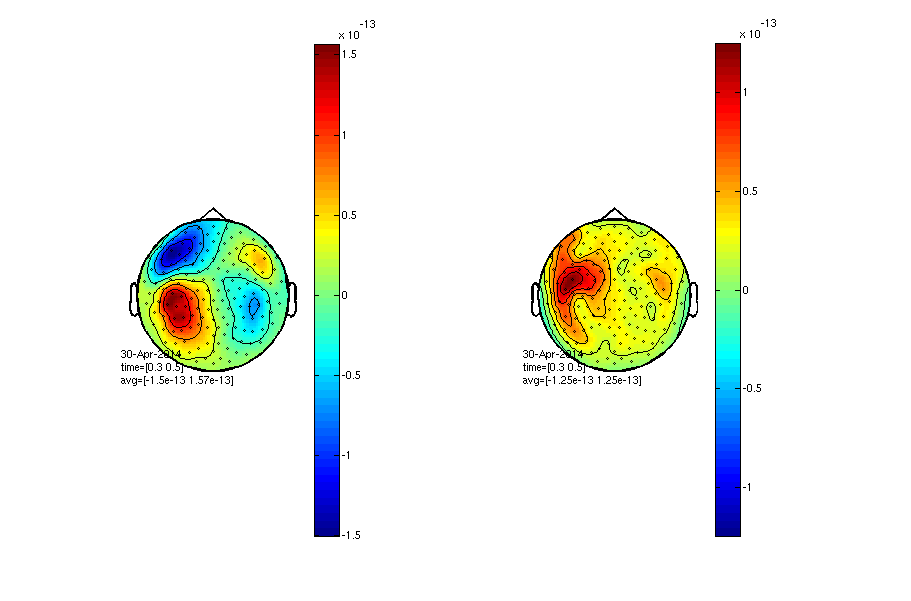 x 10
-13
1.5
1
0.5
0
-0.5
-1
-1.5
30-Apr-2014
time=[0.3 0.5]
avg=[-1.5e-13 1.57e-13]
x 10
-13
1
0.5
0
-0.5
-1
30-Apr-2014
time=[0.3 0.5]
avg=[-1.25e-13 1.25e-13]